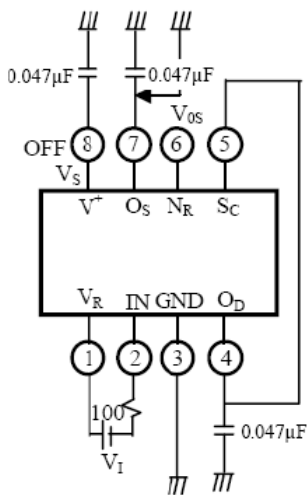 0.047μF
0.047μF
V0S
OFF
8
7
6
5
VS
V+
OS
NR
SC
VR
IN
GND
OD
1
2
3
4
100
VI
0.047μF